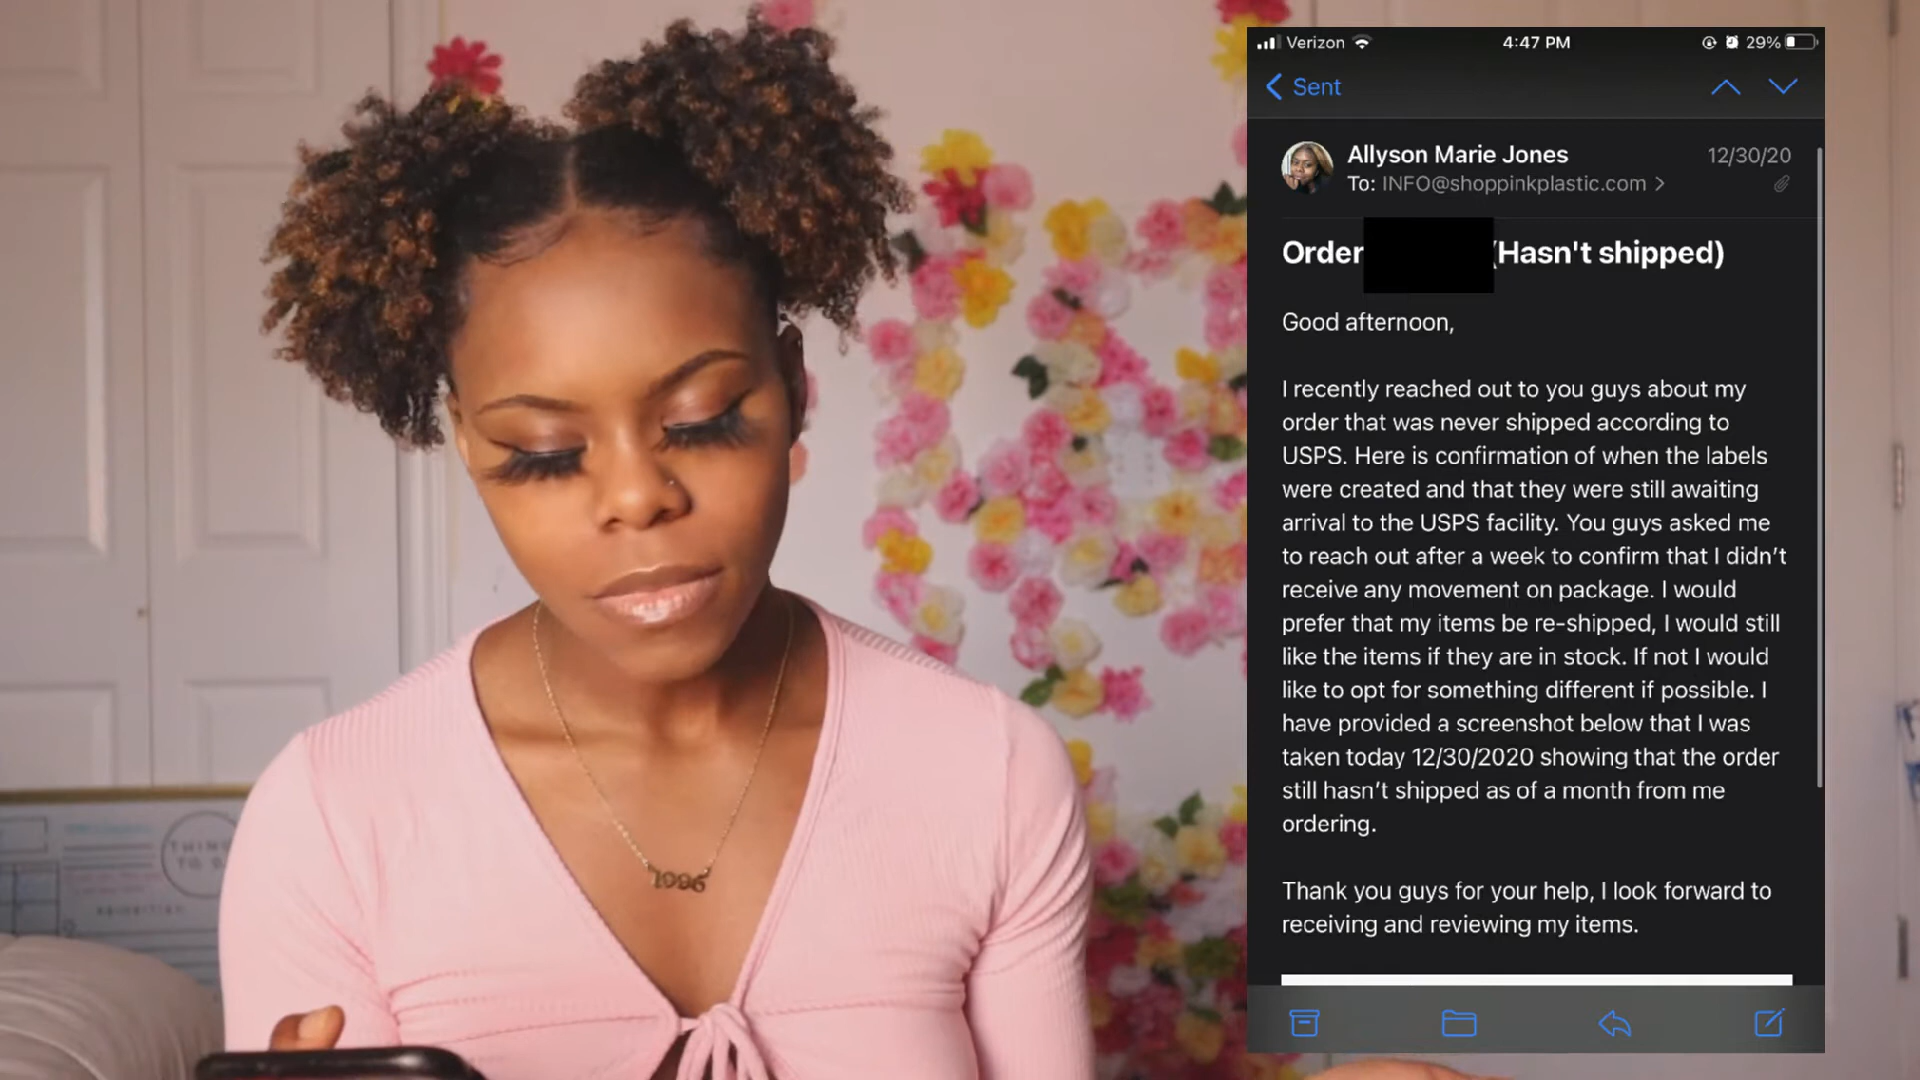 Verizon 4:47 PM 29%
Sent
Allyson Marie Jones 12/30/20
To: INFO@shoppinkplastic.com
Order (Hasn't shipped)
Good afternoon,
I recently reached out to you guys about my
order that was never shipped according to
USPS. Here is confirmation of when the labels
were created and that they were still awaiting
arrival to the USPS facility. You guys asked me
to reach out after a week to confirm that I didn't
receive any movement on package. I would
prefer that my items be re-shipped, I would still
like the items if they are in stock. If not I would
like to opt for something different if possible. I
have provided a screenshot below that I was
taken today 12/30/2020 showing that the order
still hasn't shipped as of a month from me
ordering.
Thank you guys for your help, I look forward to
receiving and reviewing my items.
1996
THINGS
TO DO